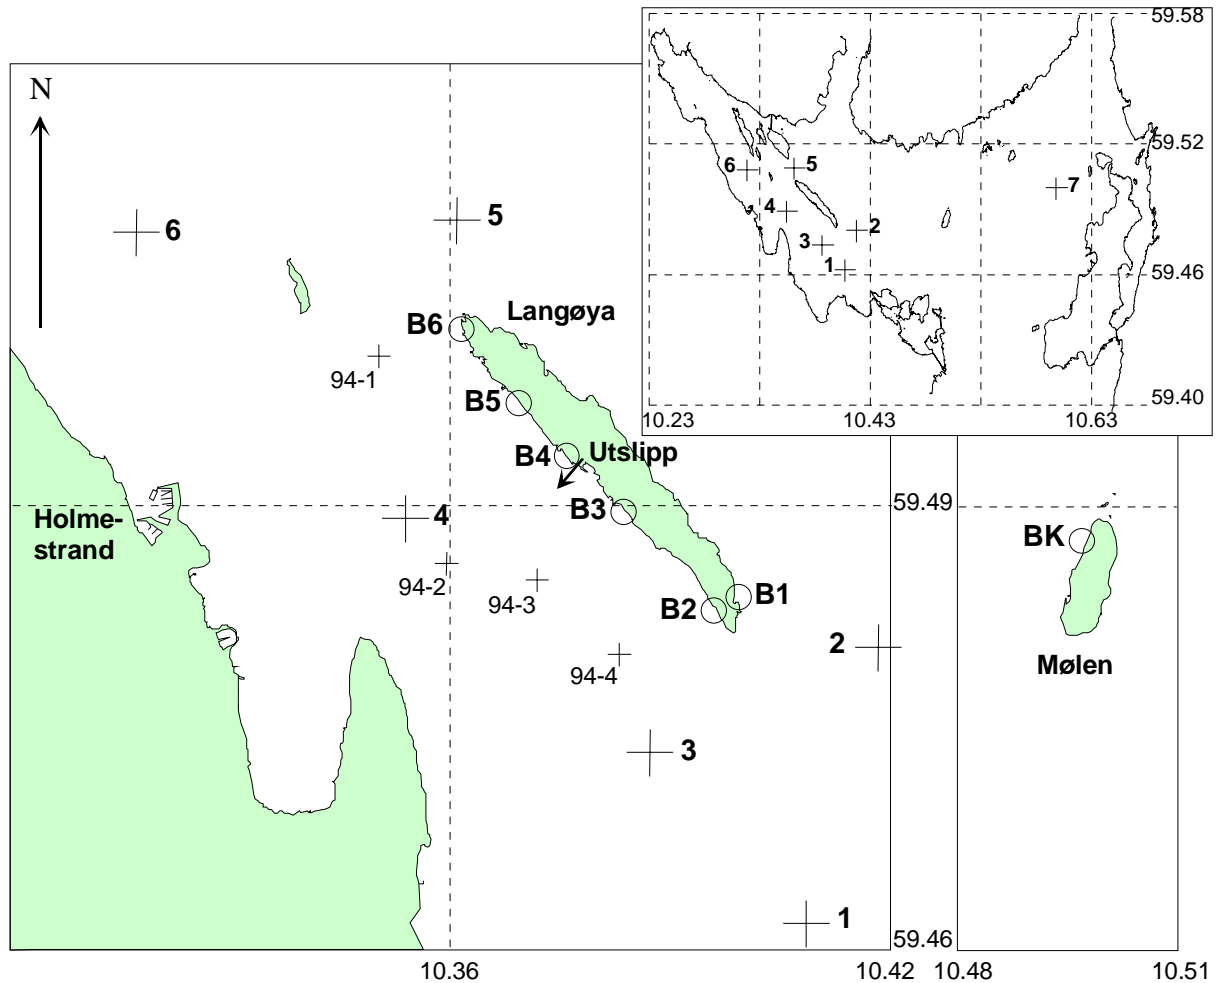 59.58
N
59.52
6
5
7
4
2
3
1
59.46
59.40
10.23
10.43
10.63
6
5
Langøya
B6
94-1
B5
Utslipp
B4
59.49
Holme-
strand
4
B3
BK
94-2
94-3
B1
B2
2
Mølen
94-4
3
1
59.46
10.36
10.42
10.48
10.51